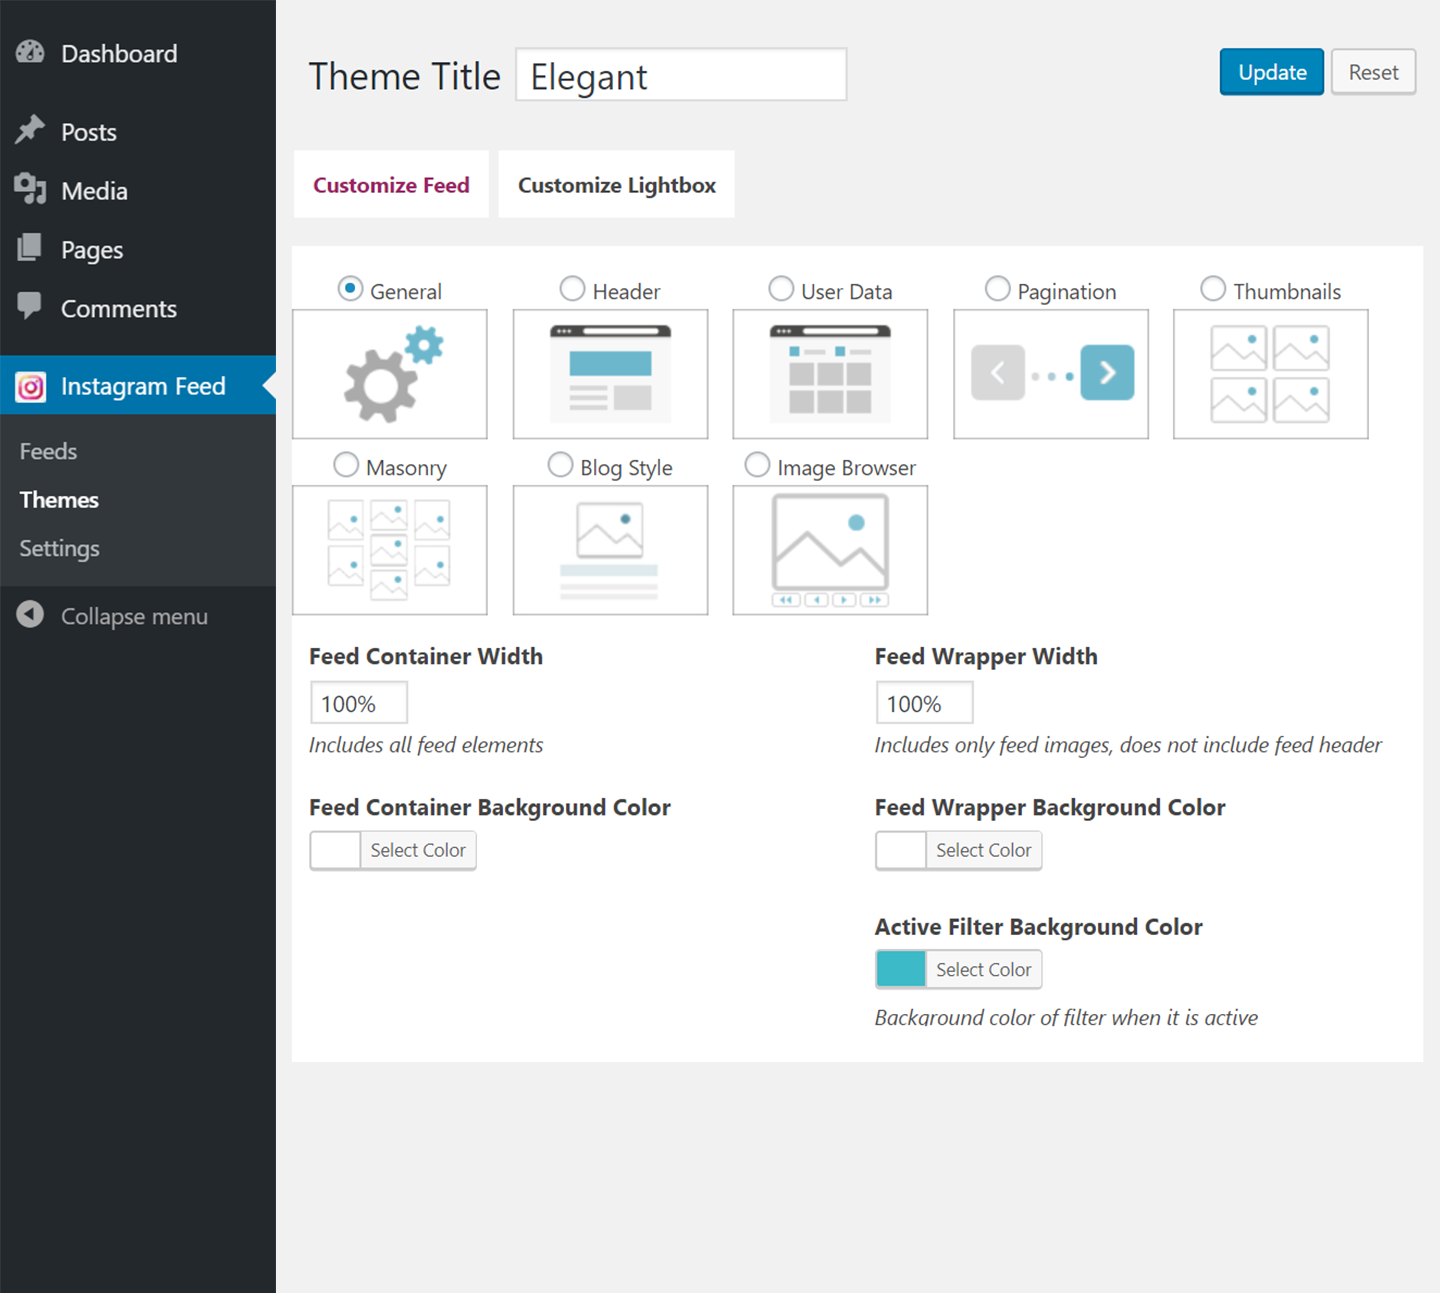 Dashboard
Posts
Media
Pages
Comments
Instagram Feed
Feeds
Themes
Settings
Collapse menu
Theme Title Elegant
Update Reset
Customize Feed Customize Lightbox
General Header User Data Pagination Thumbnails
Masonry Blog Style Image Browser
Feed Container Width
100%
Includes all feed elements
Feed Wrapper Width
100%
Includes only feed images, does not include feed header
Feed Container Background Color
Select Color
Feed Wrapper Background Color
Select Color
Active Filter Background Color
Select Color
Background color of filter when it is active